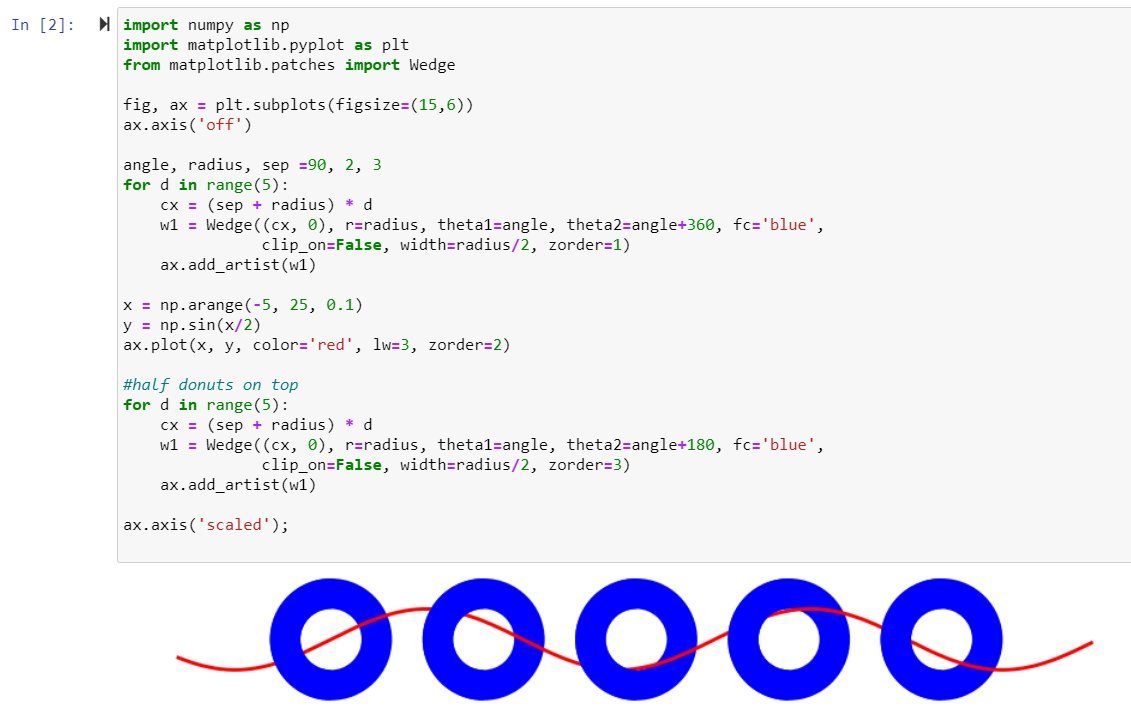 In [2]:
import numpy as np
import matplotlib.pyplot as plt
from matplotlib.patches import Wedge
fig, ax = plt.subplots(figsize=(15,6))
ax.axis('off')
angle, radius, sep =90, 2, 3
for d in range(5):
    cx = (sep + radius) * d
    w1 = Wedge((cx, 0), r=radius, theta1=angle, theta2=angle+360, fc='blue',
               clip_on=False, width=radius/2, zorder=1)
    ax.add_artist(w1)
x = np.arange(-5, 25, 0.1)
y = np.sin(x/2)
ax.plot(x, y, color='red', lw=3, zorder=2)
#half donuts on top
for d in range(5):
    cx = (sep + radius) * d
    w1 = Wedge((cx, 0), r=radius, theta1=angle, theta2=angle+180, fc='blue',
               clip_on=False, width=radius/2, zorder=3)
    ax.add_artist(w1)
ax.axis('scaled');